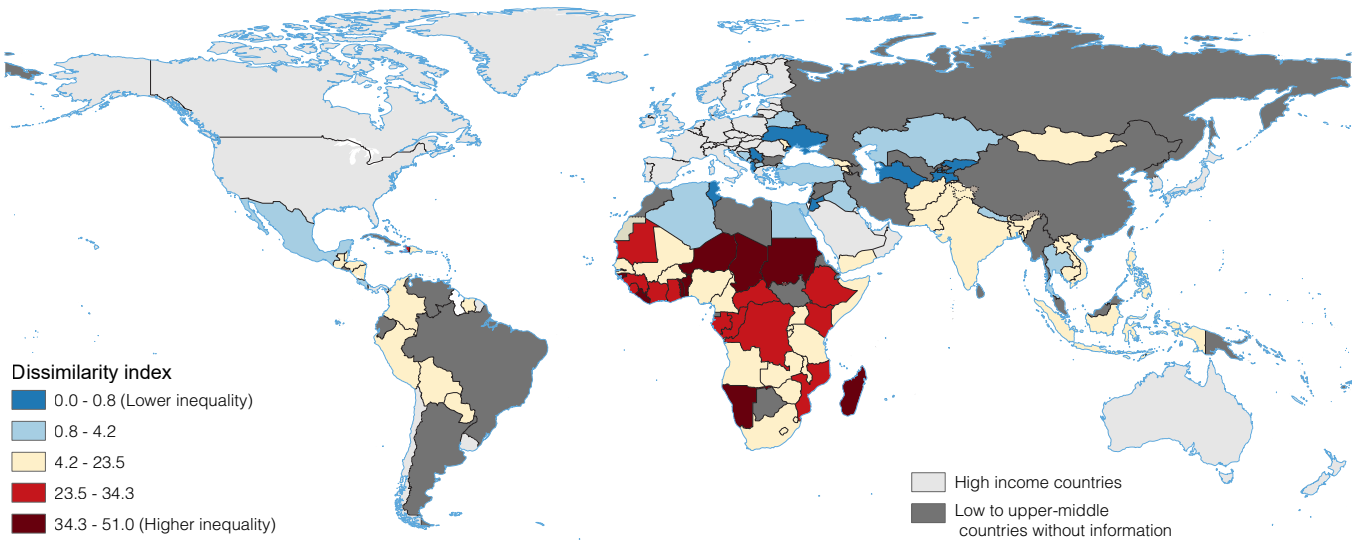 Dissimilarity index
0.0 - 0.8 (Lower inequality)
0.8 - 4.2
4.2 - 23.5
23.5 - 34.3
34.3 - 51.0 (Higher inequality)
High income countries
Low to upper-middle
countries without information